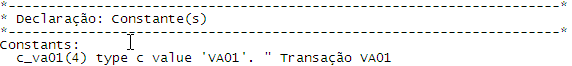 *----------------------------------------------------------------------*
* Declaração: Constante(s)
*----------------------------------------------------------------------*
Constants:
  c_va01(4) type c value 'VA01'. " Transação VA01